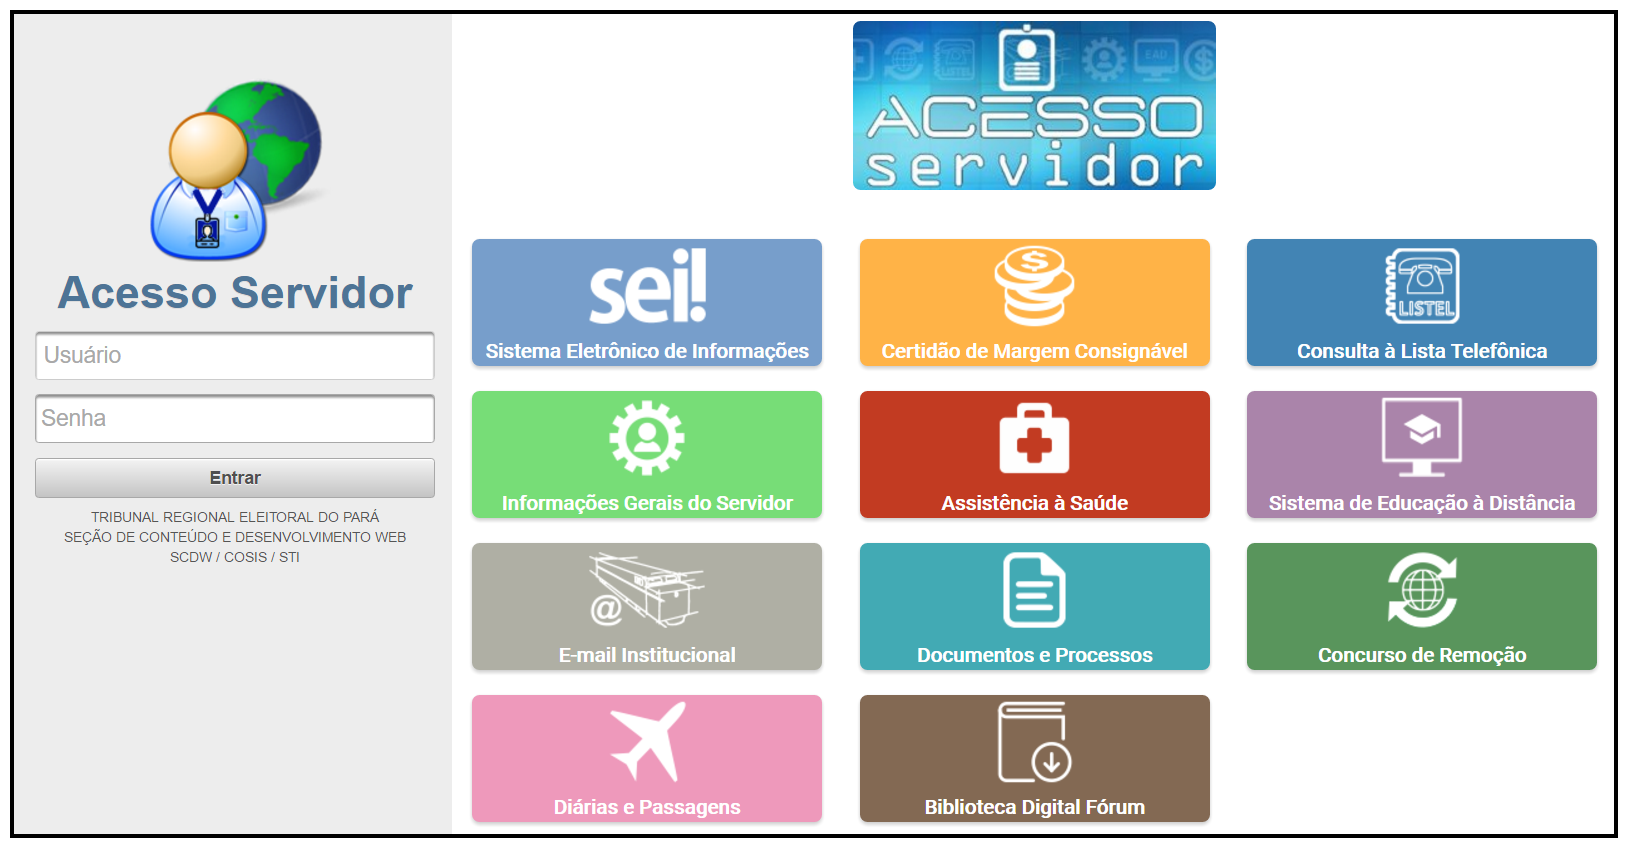 Acesso Servidor
Usuário
Senha
Entrar
TRIBUNAL REGIONAL ELEITORAL DO PARÁ
SEÇÃO DE CONTEÚDO E DESENVOLVIMENTO WEB
SCDW / COSIS / STI
LISTEL
EAD
ACESSO
servidor
sei!
Sistema Eletrônico de Informações
Certidão de Margem Consignável
LISTEL
Consulta à Lista Telefônica
Informações Gerais do Servidor
Assistência à Saúde
Sistema de Educação à Distância
@
E-mail Institucional
Documentos e Processos
Concurso de Remoção
Diárias e Passagens
Biblioteca Digital Fórum